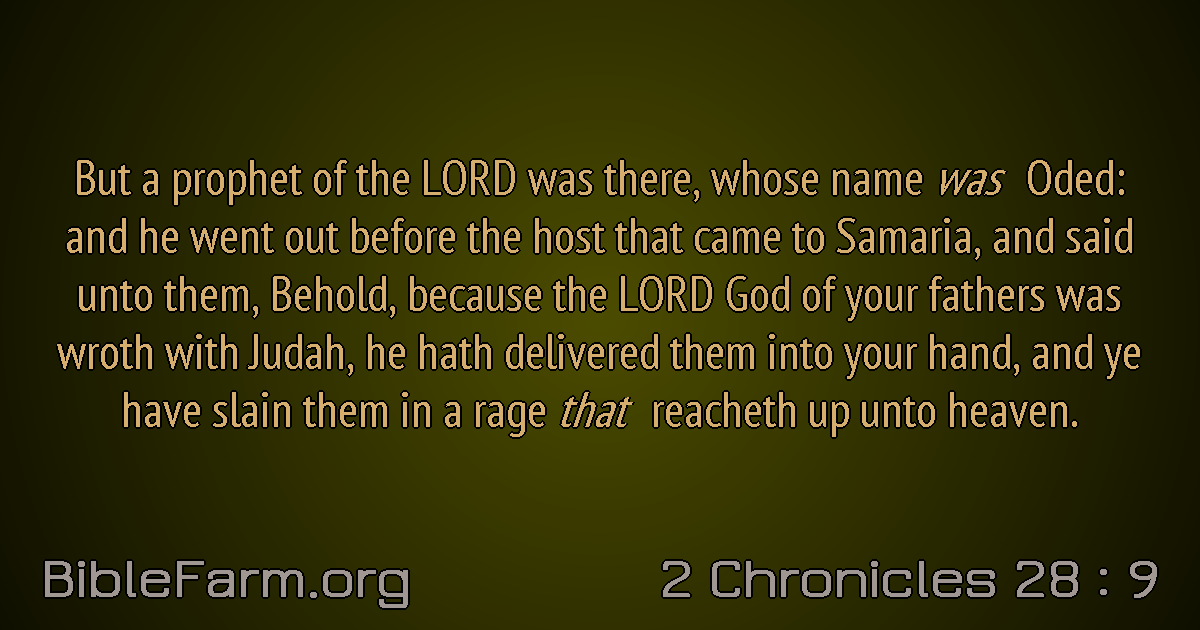 But a prophet of the LORD was there, whose name was Oded:
and he went out before the host that came to Samaria, and said
unto them, Behold, because the LORD God of your fathers was
wroth with Judah, he hath delivered them into your hand, and ye
have slain them in a rage that reacheth up unto heaven.
BibleFarm.org
2 Chronicles 28 : 9